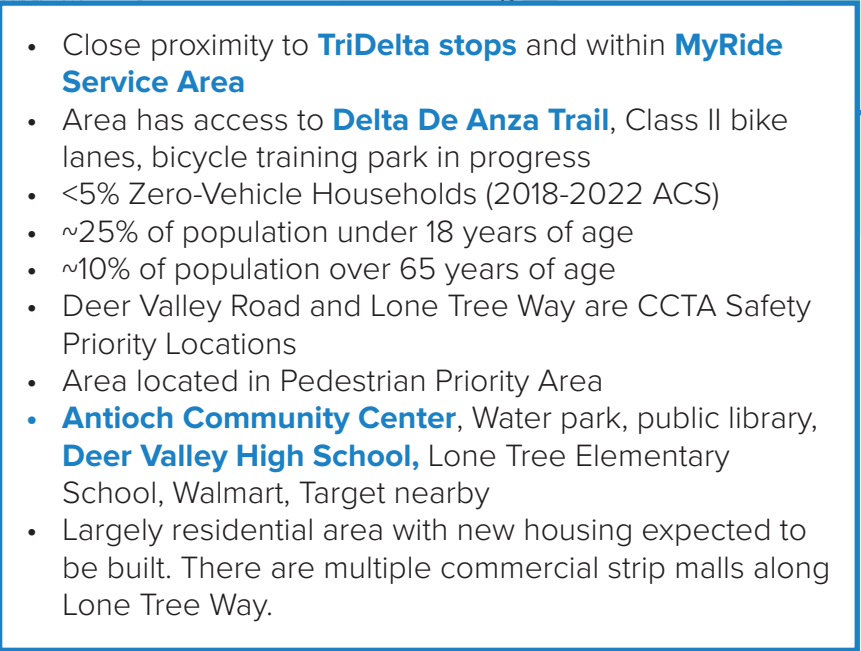 • Close proximity to TriDelta stops and within MyRide
Service Area
• Area has access to Delta De Anza Trail, Class II bike
lanes, bicycle training park in progress
• <5% Zero-Vehicle Households (2018-2022 ACS)
• ~25% of population under 18 years of age
• ~10% of population over 65 years of age
• Deer Valley Road and Lone Tree Way are CCTA Safety
Priority Locations
• Area located in Pedestrian Priority Area
• Antioch Community Center, Water park, public library,
Deer Valley High School, Lone Tree Elementary
School, Walmart, Target nearby
• Largely residential area with new housing expected to
be built. There are multiple commercial strip malls along
Lone Tree Way.